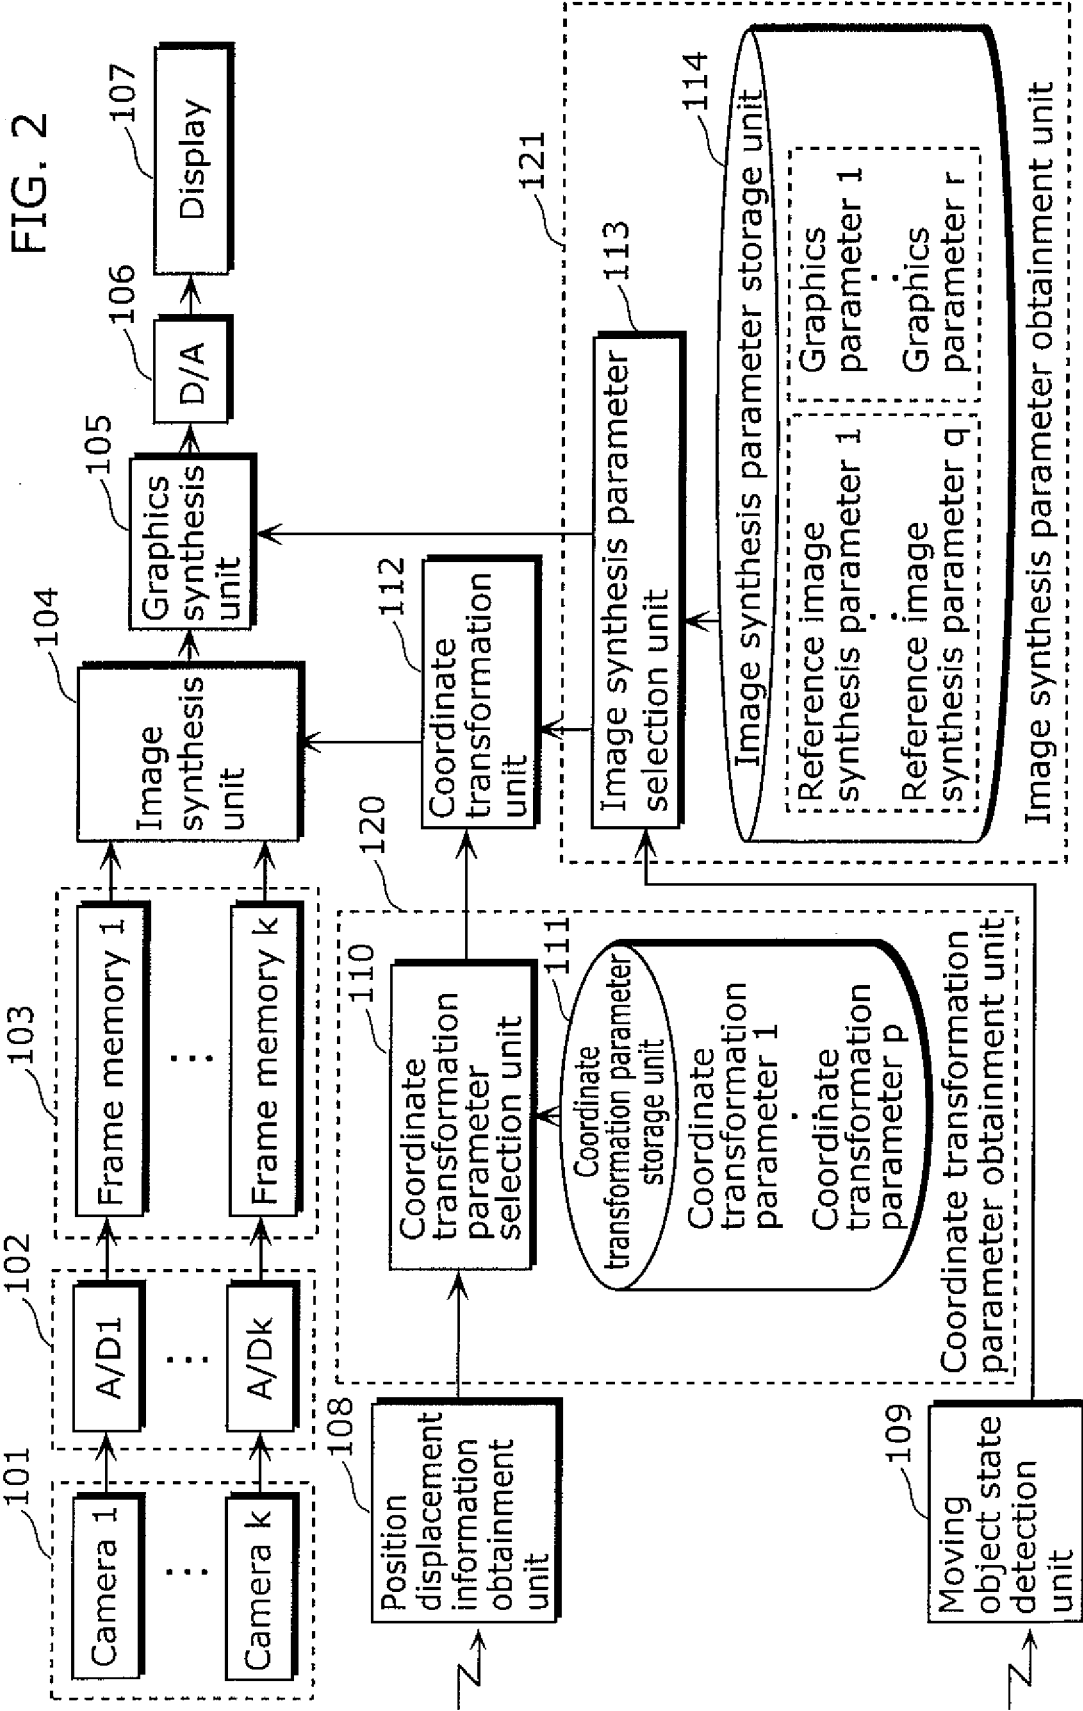 FIG. 2
101
Camera 1
...
Camera k
102
A/D1
...
A/Dk
103
Frame memory 1
...
Frame memory k
104
Image
synthesis
unit
105
Graphics
synthesis
unit
106
D/A
107
Display
108
Position
displacement
information
obtainment
unit
120
110
Coordinate
transformation
parameter
selection unit
111
Coordinate
transformation parameter
storage unit
Coordinate
transformation
parameter 1
Coordinate
transformation
parameter p
Coordinate transformation
parameter obtainment unit
112
Coordinate
transformation
unit
109
Moving
object state
detection
unit
121
113
Image synthesis parameter
selection unit
114
Image synthesis parameter storage unit
Reference image
synthesis parameter 1
Reference image
synthesis parameter q
Graphics
parameter 1
Graphics
parameter r
Image synthesis parameter obtainment unit